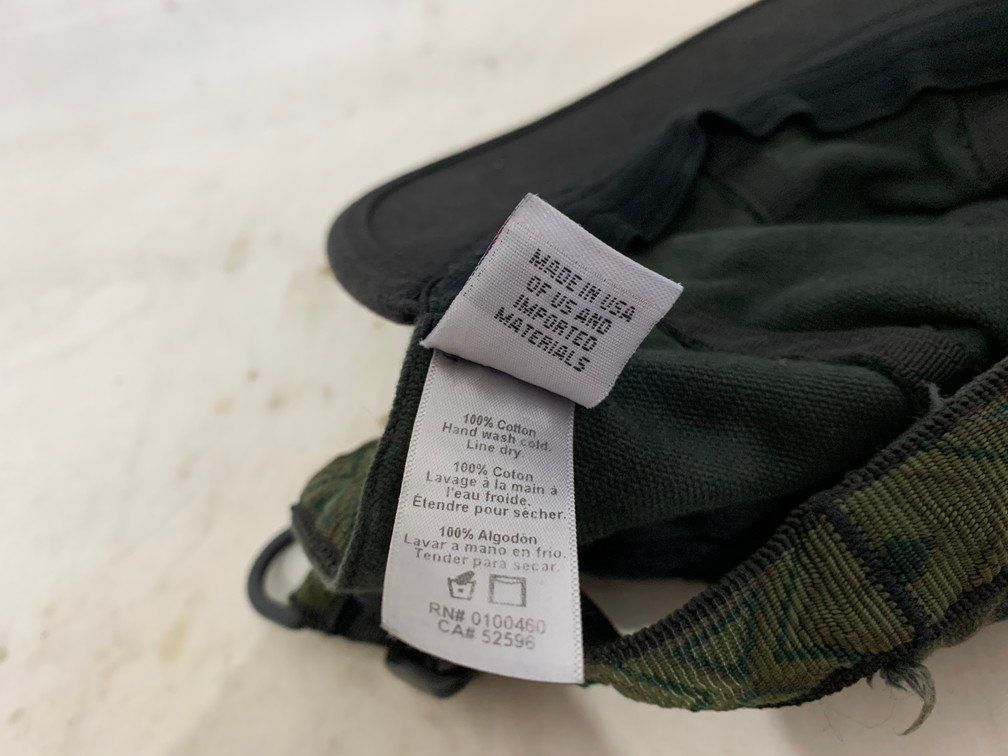 MADE IN USA
OF US AND
IMPORTED
MATERIALS
100% Cotton
Hand wash cold.
Line dry.
100% Coton
Lavage à la main à
l'eau froide.
Étendre pour sécher.
100% Algodón
Lavar a mano en frío.
Tender para secar.
RN# 0100460
CA# 52596